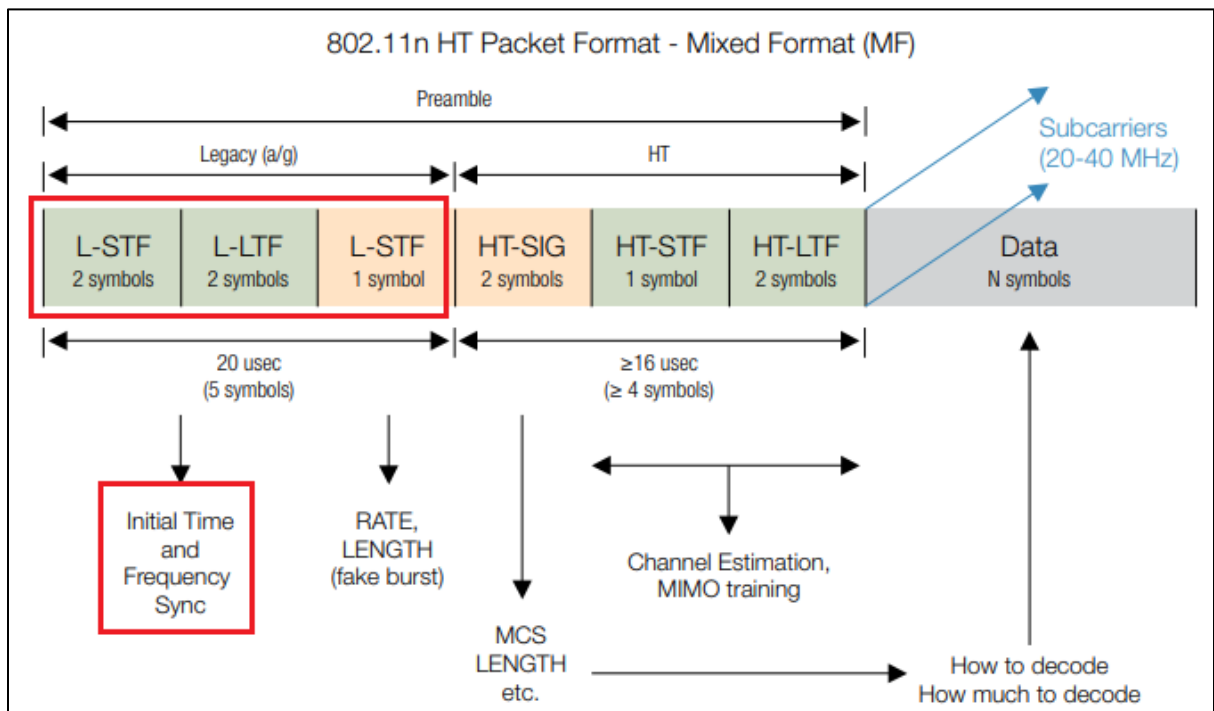 802.11n HT Packet Format - Mixed Format (MF)
Preamble
Subcarriers
(20-40 MHz)
Legacy (a/g)
HT
L-STF
2 symbols
L-LTF
2 symbols
L-STF
1 symbol
HT-SIG
2 symbols
HT-STF
1 symbol
HT-LTF
2 symbols
Data
N symbols
20 usec
(5 symbols)
≥16 usec
(≥ 4 symbols)
Initial Time
and
Frequency
Sync
RATE,
LENGTH
(fake burst)
Channel Estimation,
MIMO training
MCS
LENGTH
etc.
How to decode
How much to decode